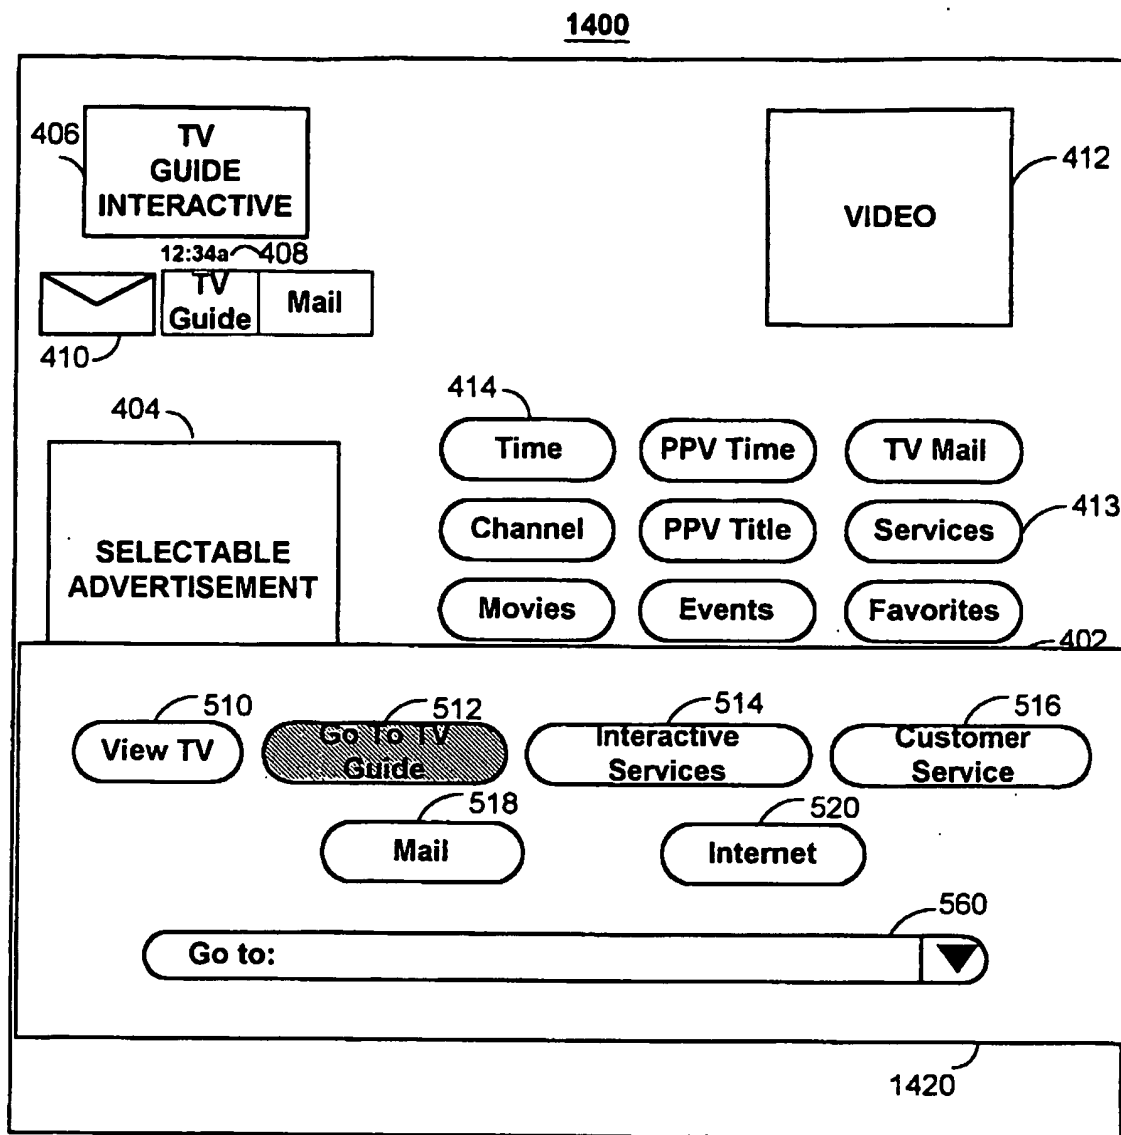 1400
406
TV
GUIDE
INTERACTIVE
VIDEO
412
12:34a
408
TV
Guide
Mail
410
404
414
Time
PPV Time
TV Mail
SELECTABLE
ADVERTISEMENT
Channel
PPV Title
Services
413
Movies
Events
Favorites
402
510
512
514
516
View TV
Go To TV
Guide
Interactive
Services
Customer
Service
518
520
Mail
Internet
560
Go to:
1420